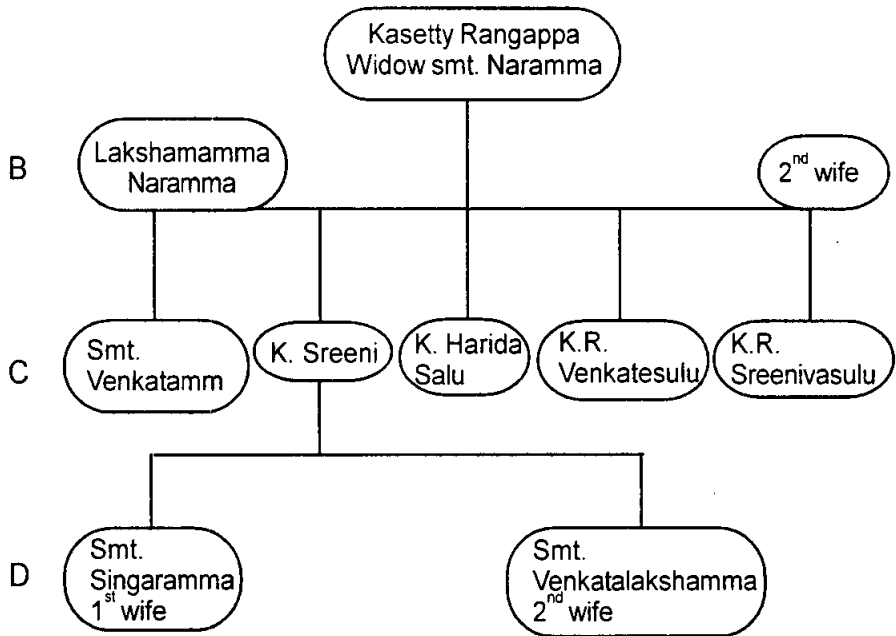 Kasetty Rangappa
Widow smt. Naramma
B
Lakshamamma
Naramma
2nd wife
C
Smt.
Venkatamm
K. Sreeni
K. Harida
Salu
K.R.
Venkatesulu
K.R.
Sreenivasulu
D
Smt.
Singaramma
1st wife
Smt.
Venkatalakshamma
2nd wife